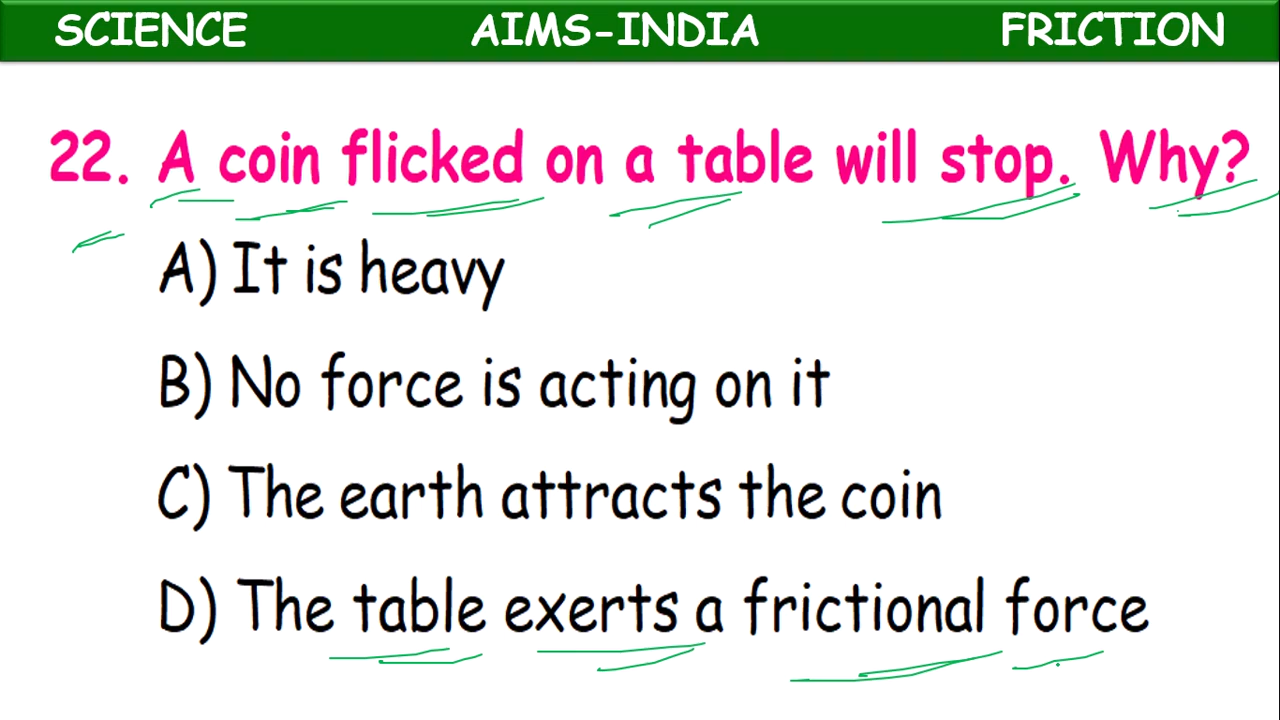 SCIENCE AIMS-INDIA FRICTION
22. A coin flicked on a table will stop. Why?
A) It is heavy
B) No force is acting on it
C) The earth attracts the coin
D) The table exerts a frictional force